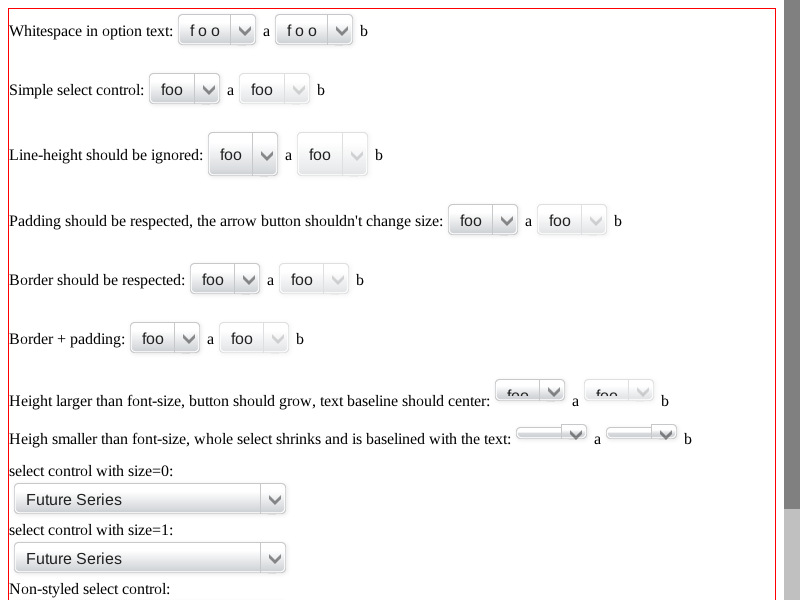 Whitespace in option text: f o o a f o o b
Simple select control: foo a foo b
Line-height should be ignored: foo a foo b
Padding should be respected, the arrow button shouldn't change size: foo a foo b
Border should be respected: foo a foo b
Border + padding: foo a foo b
Height larger than font-size, button should grow, text baseline should center: foo a foo b
Heigh smaller than font-size, whole select shrinks and is baselined with the text: a b
select control with size=0:
Future Series
select control with size=1:
Future Series
Non-styled select control: